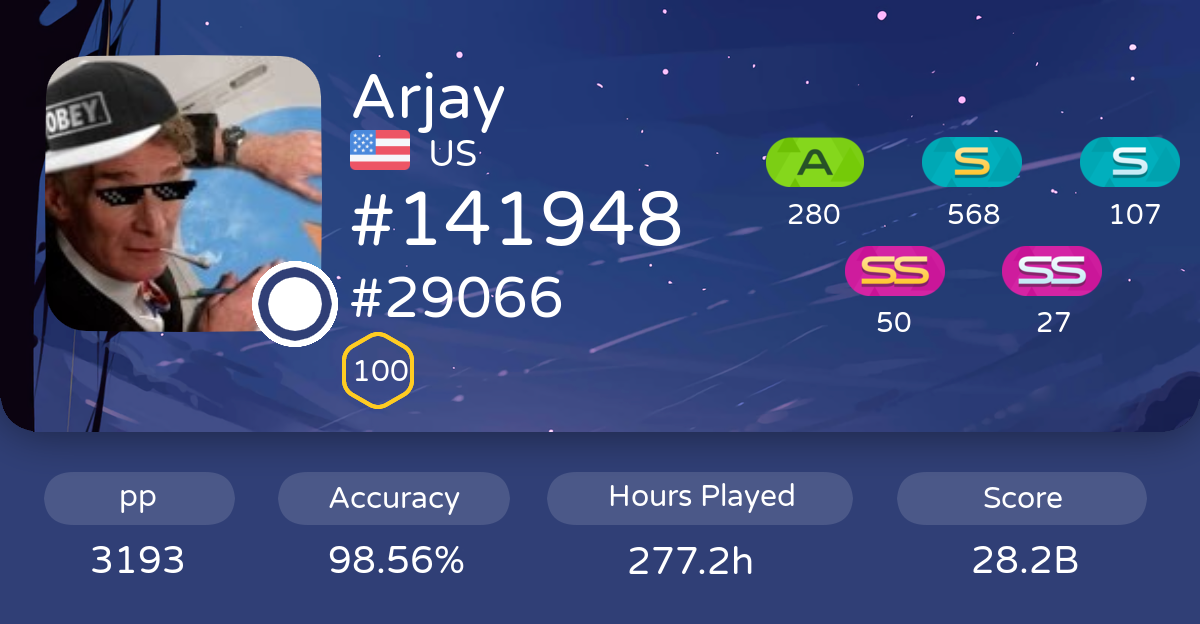 OBEY.
Arjay
US
#141948
#29066
100
A S S
280 568 107
SS SS
50 27
pp Accuracy Hours Played Score
3193 98.56% 277.2h 28.2B